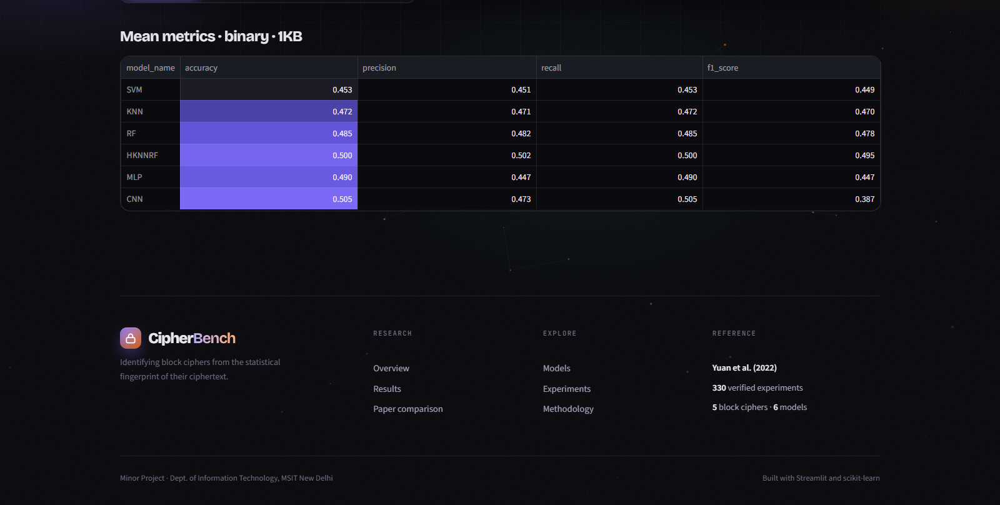 Mean metrics · binary · 1KB
model_name accuracy precision recall f1_score
SVM 0.453 0.451 0.453 0.449
KNN 0.472 0.471 0.472 0.470
RF 0.485 0.482 0.485 0.478
HKNNRF 0.500 0.502 0.500 0.495
MLP 0.490 0.447 0.490 0.447
CNN 0.505 0.473 0.505 0.387
CipherBench
Identifying block ciphers from the statistical
fingerprint of their ciphertext.
RESEARCH
Overview
Results
Paper comparison
EXPLORE
Models
Experiments
Methodology
REFERENCE
Yuan et al. (2022)
330 verified experiments
5 block ciphers · 6 models
Minor Project · Dept. of Information Technology, MSIT New Delhi
Built with Streamlit and scikit-learn